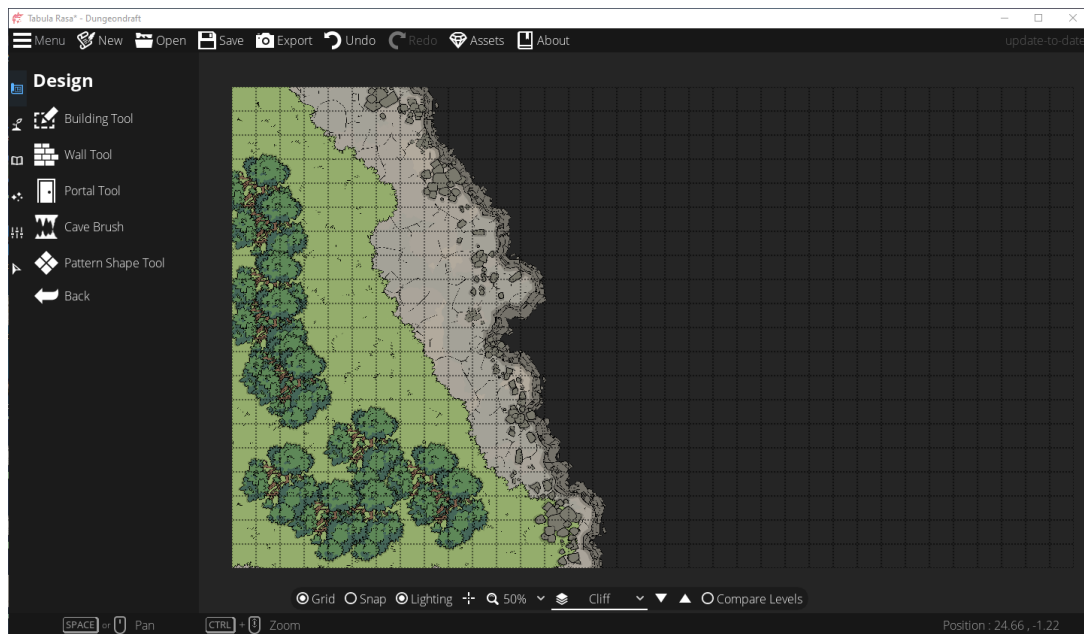 Tabula Rasa* - Dungeondraft
Menu New Open Save Export Undo Redo Assets About update-to-date
Design
Building Tool
Wall Tool
Portal Tool
Cave Brush
Pattern Shape Tool
Back
Grid Snap Lighting 50% Cliff Compare Levels
SPACE or Pan CTRL + Zoom Position : 24.66 , -1.22